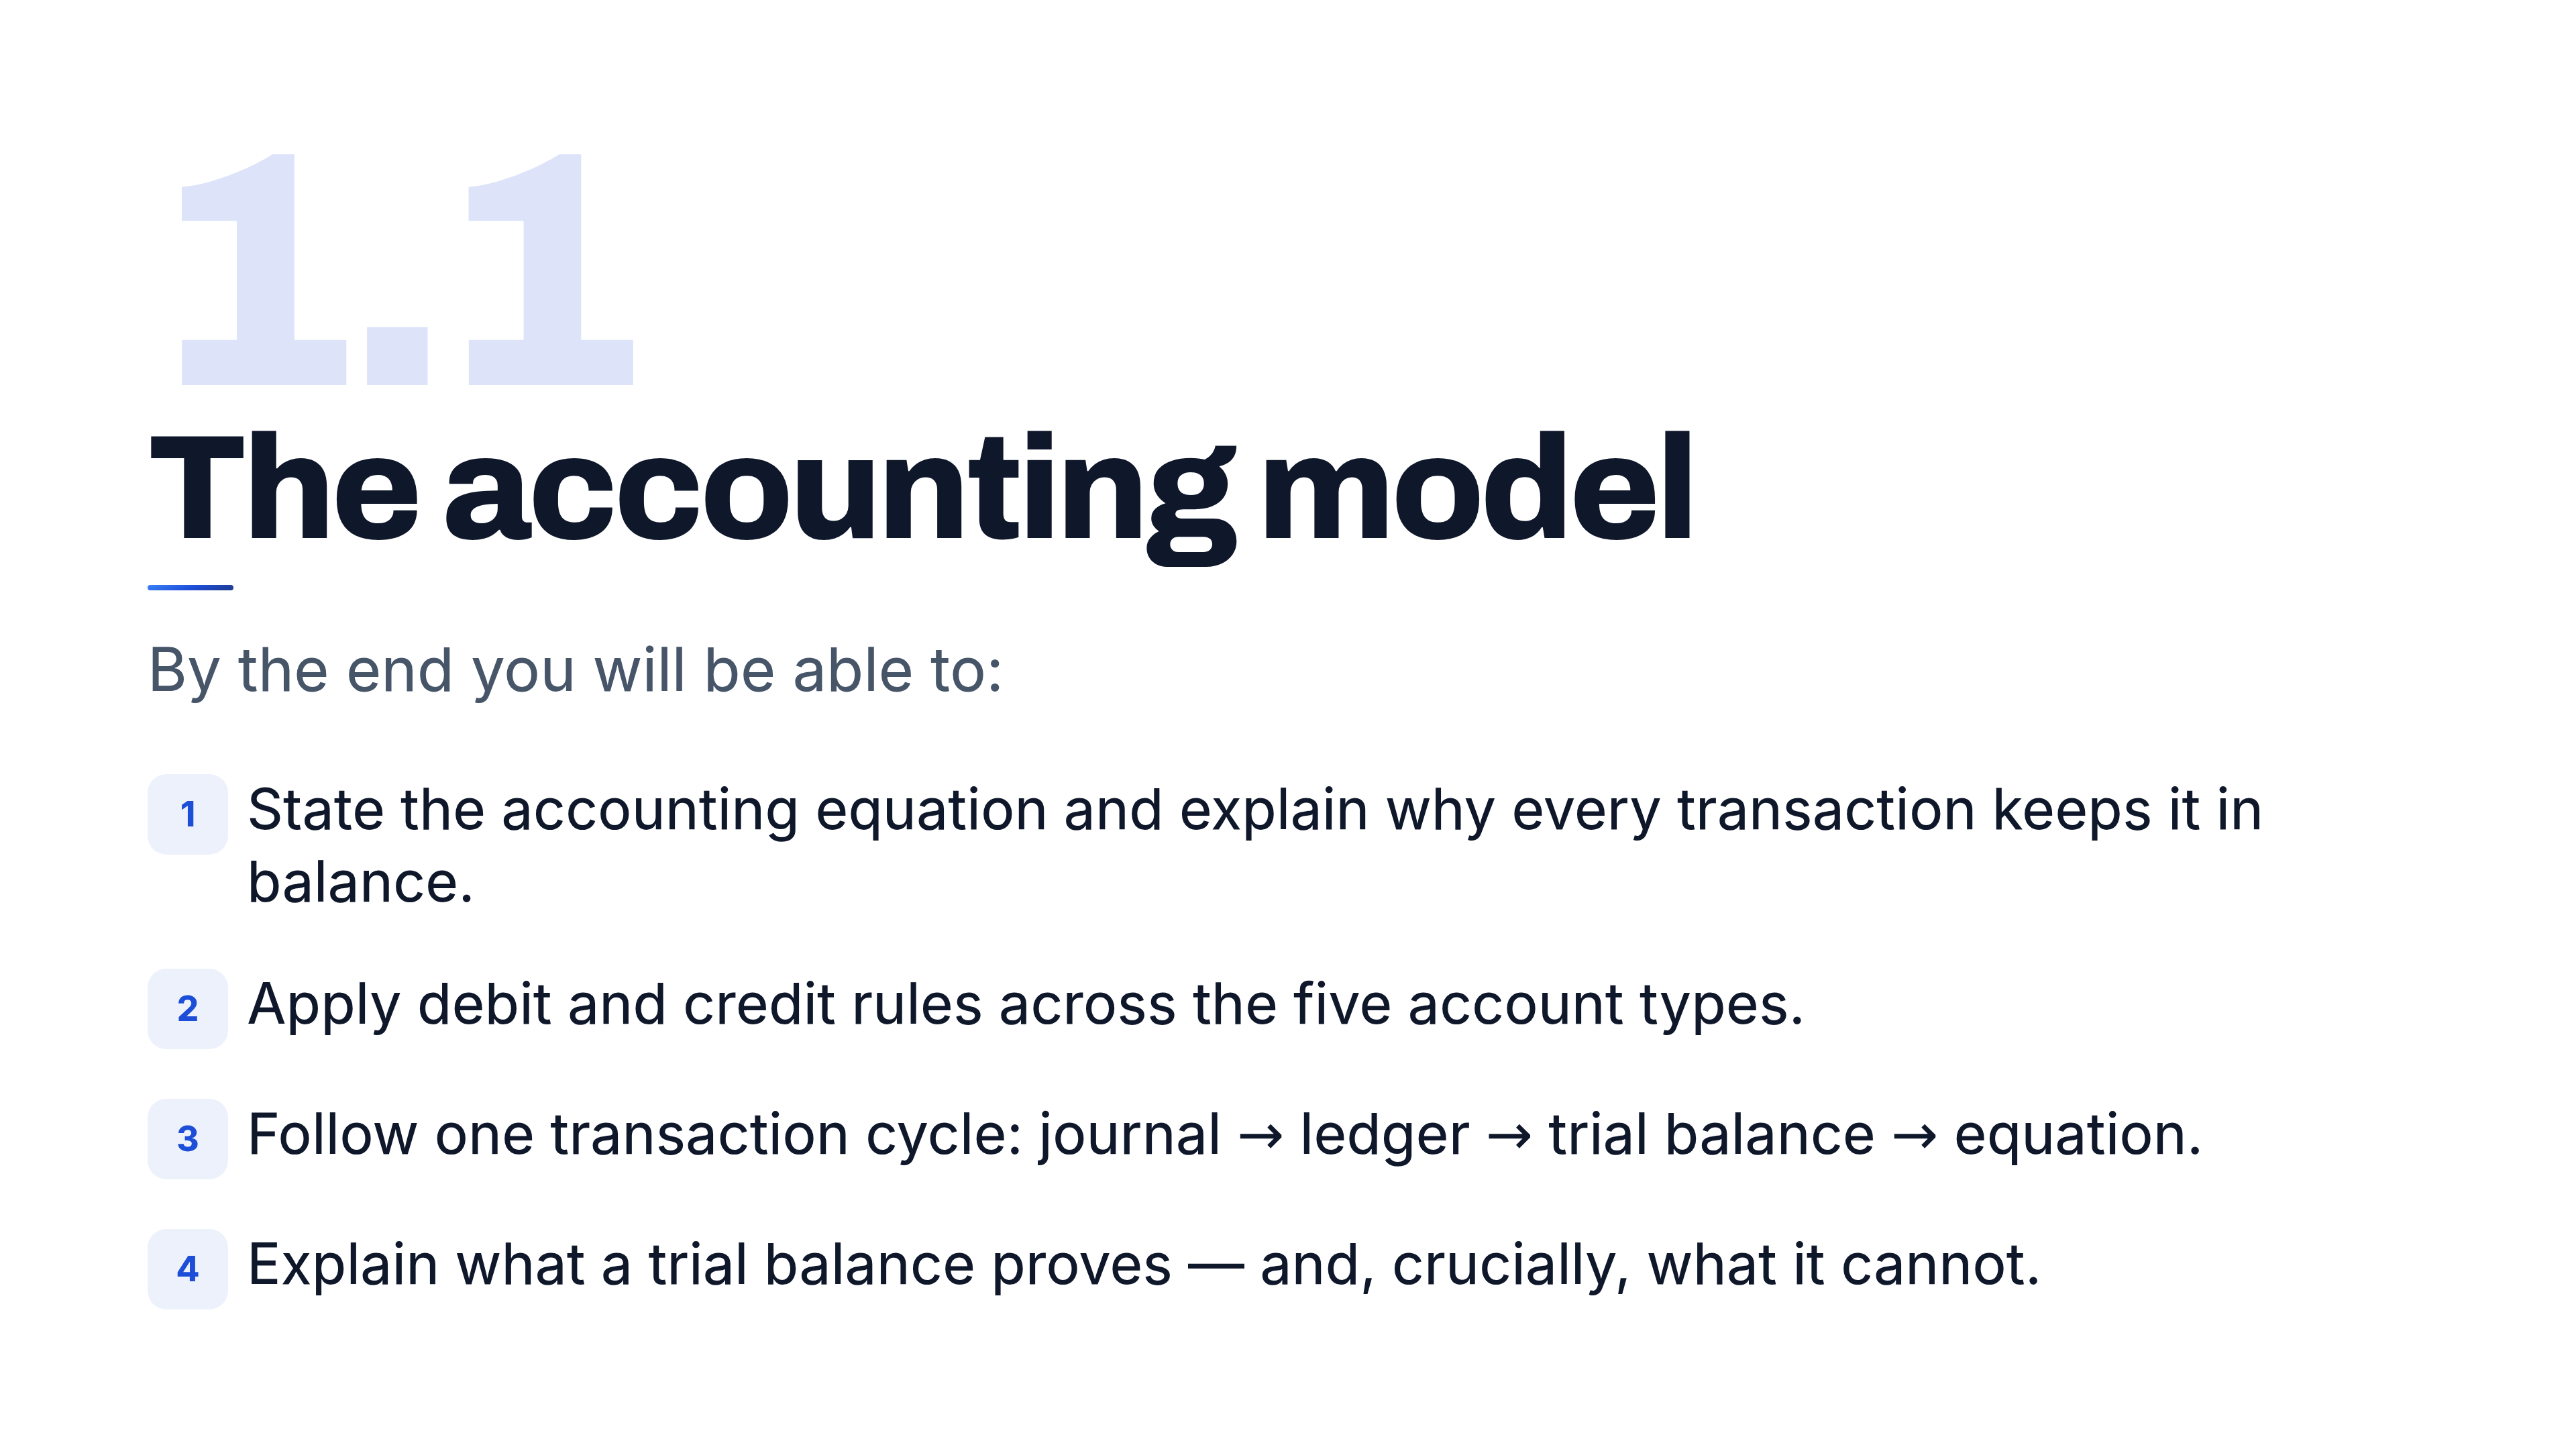 1.1
The accounting model
By the end you will be able to:
1 State the accounting equation and explain why every transaction keeps it in
balance.
2 Apply debit and credit rules across the five account types.
3 Follow one transaction cycle: journal → ledger → trial balance → equation.
4 Explain what a trial balance proves — and, crucially, what it cannot.